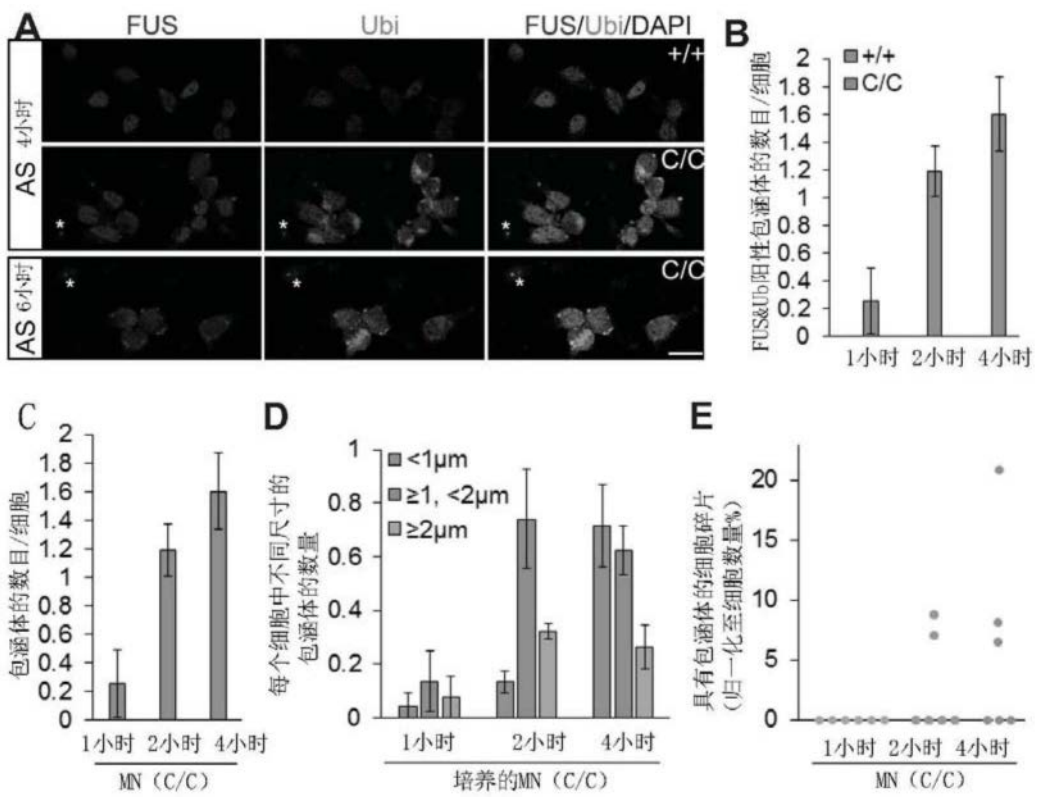 A
FUS
Ubi
FUS/Ubi/DAPI
AS 4小时
+/+
C/C
*
*
*
AS 6小时
C/C
*
*
*
B
FUS&Ub阳性包涵体的数目/细胞
+/+
C/C
2
1.8
1.6
1.4
1.2
1
0.8
0.6
0.4
0.2
0
1小时 2小时 4小时
C
包涵体的数目/细胞
2
1.8
1.6
1.4
1.2
1
0.8
0.6
0.4
0.2
0
1小时 2小时 4小时
MN（C/C）
D
每个细胞中不同尺寸的
包涵体的数量
<1μm
≥1, <2μm
≥2μm
1
0.8
0.6
0.4
0.2
0
1小时 2小时 4小时
培养的MN（C/C）
E
具有包涵体的细胞碎片
（归一化至细胞数量%）
20
15
10
5
0
1小时 2小时 4小时
MN（C/C）